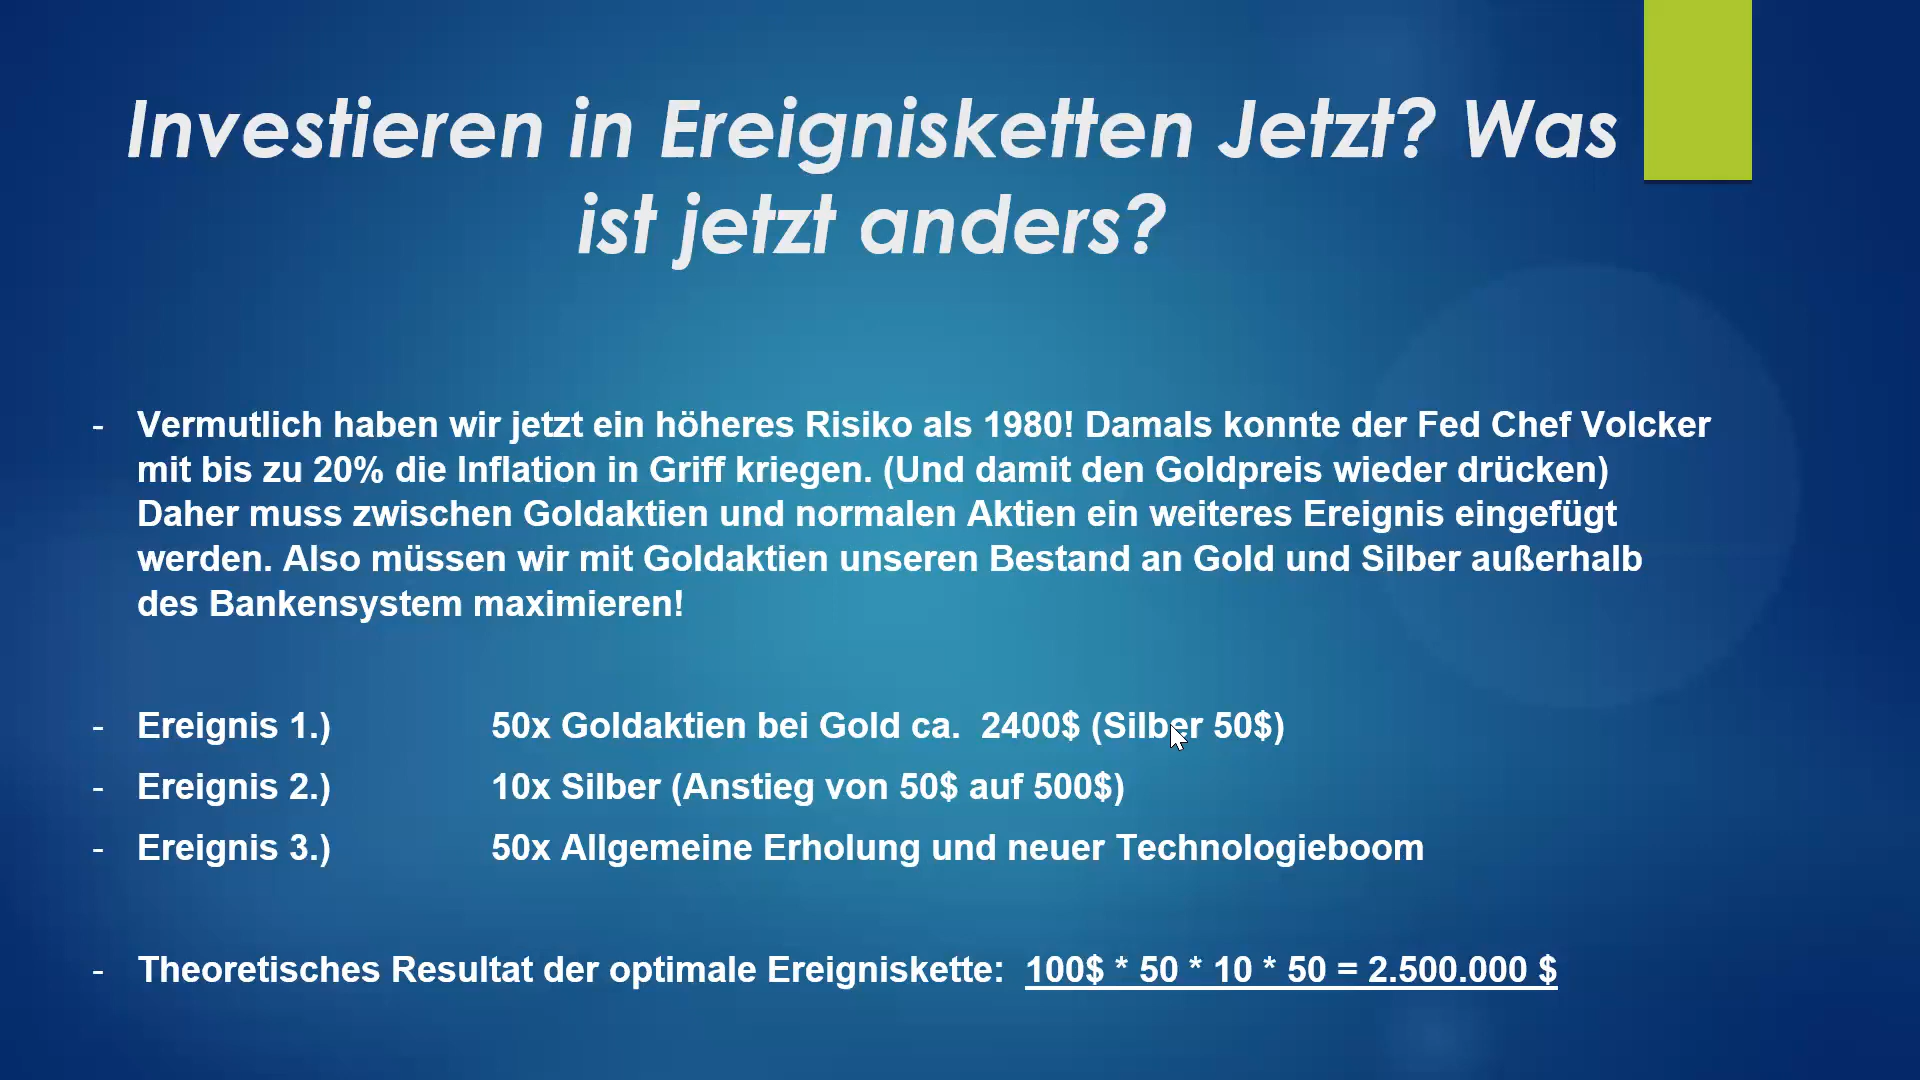 Investieren in Ereignisketten Jetzt? Was
ist jetzt anders?
- Vermutlich haben wir jetzt ein höheres Risiko als 1980! Damals konnte der Fed Chef Volcker
mit bis zu 20% die Inflation in Griff kriegen. (Und damit den Goldpreis wieder drücken)
Daher muss zwischen Goldaktien und normalen Aktien ein weiteres Ereignis eingefügt
werden. Also müssen wir mit Goldaktien unseren Bestand an Gold und Silber außerhalb
des Bankensystem maximieren!
- Ereignis 1.) 50x Goldaktien bei Gold ca. 2400$ (Silber 50$)
- Ereignis 2.) 10x Silber (Anstieg von 50$ auf 500$)
- Ereignis 3.) 50x Allgemeine Erholung und neuer Technologieboom
- Theoretisches Resultat der optimale Ereigniskette: 100$ * 50 * 10 * 50 = 2.500.000 $